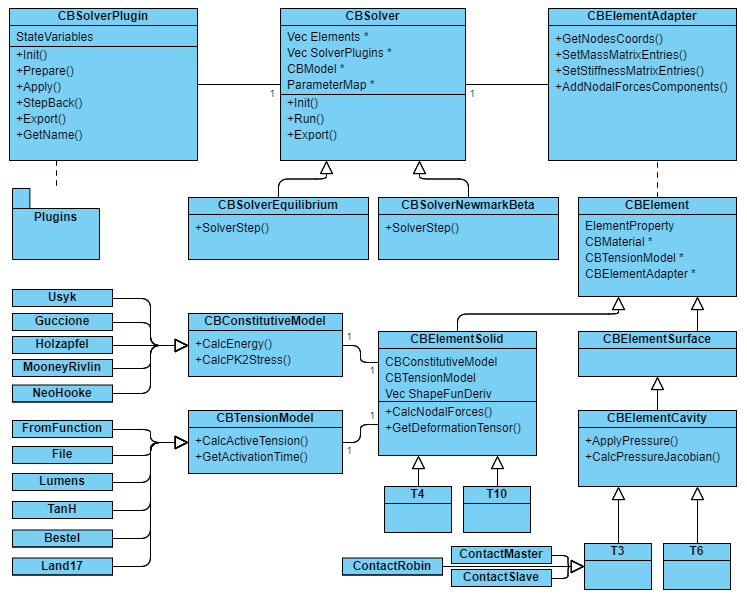 CBSolverPlugin
StateVariables
+Init()
+Prepare()
+Apply()
+StepBack()
+Export()
+GetName()
CBSolver
Vec Elements *
Vec SolverPlugins *
CBModel *
ParameterMap *
+Init()
+Run()
+Export()
CBElementAdapter
+GetNodesCoords()
+SetMassMatrixEntries()
+SetStiffnessMatrixEntries()
+AddNodalForcesComponents()
1
1
Plugins
CBSolverEquilibrium
+SolverStep()
CBSolverNewmarkBeta
+SolverStep()
CBElement
ElementProperty
CBMaterial *
CBTensionModel *
CBElementAdapter *
Usyk
Guccione
Holzapfel
MooneyRivlin
NeoHooke
CBConstitutiveModel
+CalcEnergy()
+CalcPK2Stress()
1
1
CBElementSolid
CBConstitutiveModel
CBTensionModel
Vec ShapeFunDeriv
+CalcNodalForces()
+GetDeformationTensor()
CBElementSurface
FromFunction
File
Lumens
TanH
Bestel
Land17
CBTensionModel
+CalcActiveTension()
+GetActivationTime()
1
1
CBElementCavity
+ApplyPressure()
+CalcPressureJacobian()
T4
T10
T3
T6
ContactMaster
ContactRobin
ContactSlave